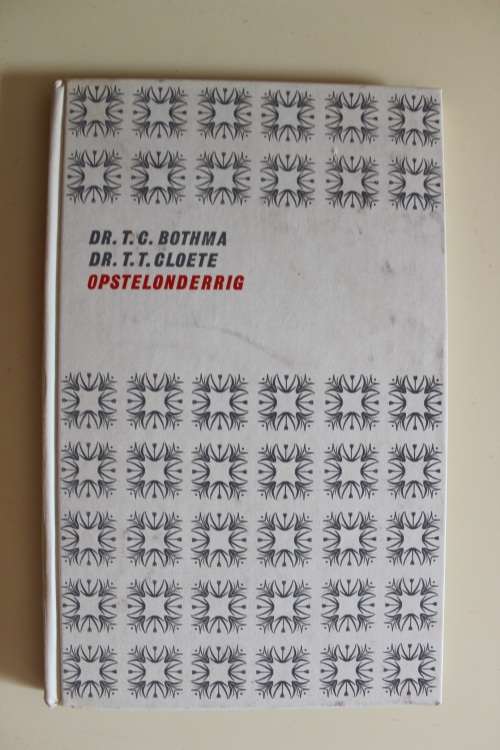 DR. T. C. BOTHMA
DR. T. T. CLOETE
OPSTELONDERRIG